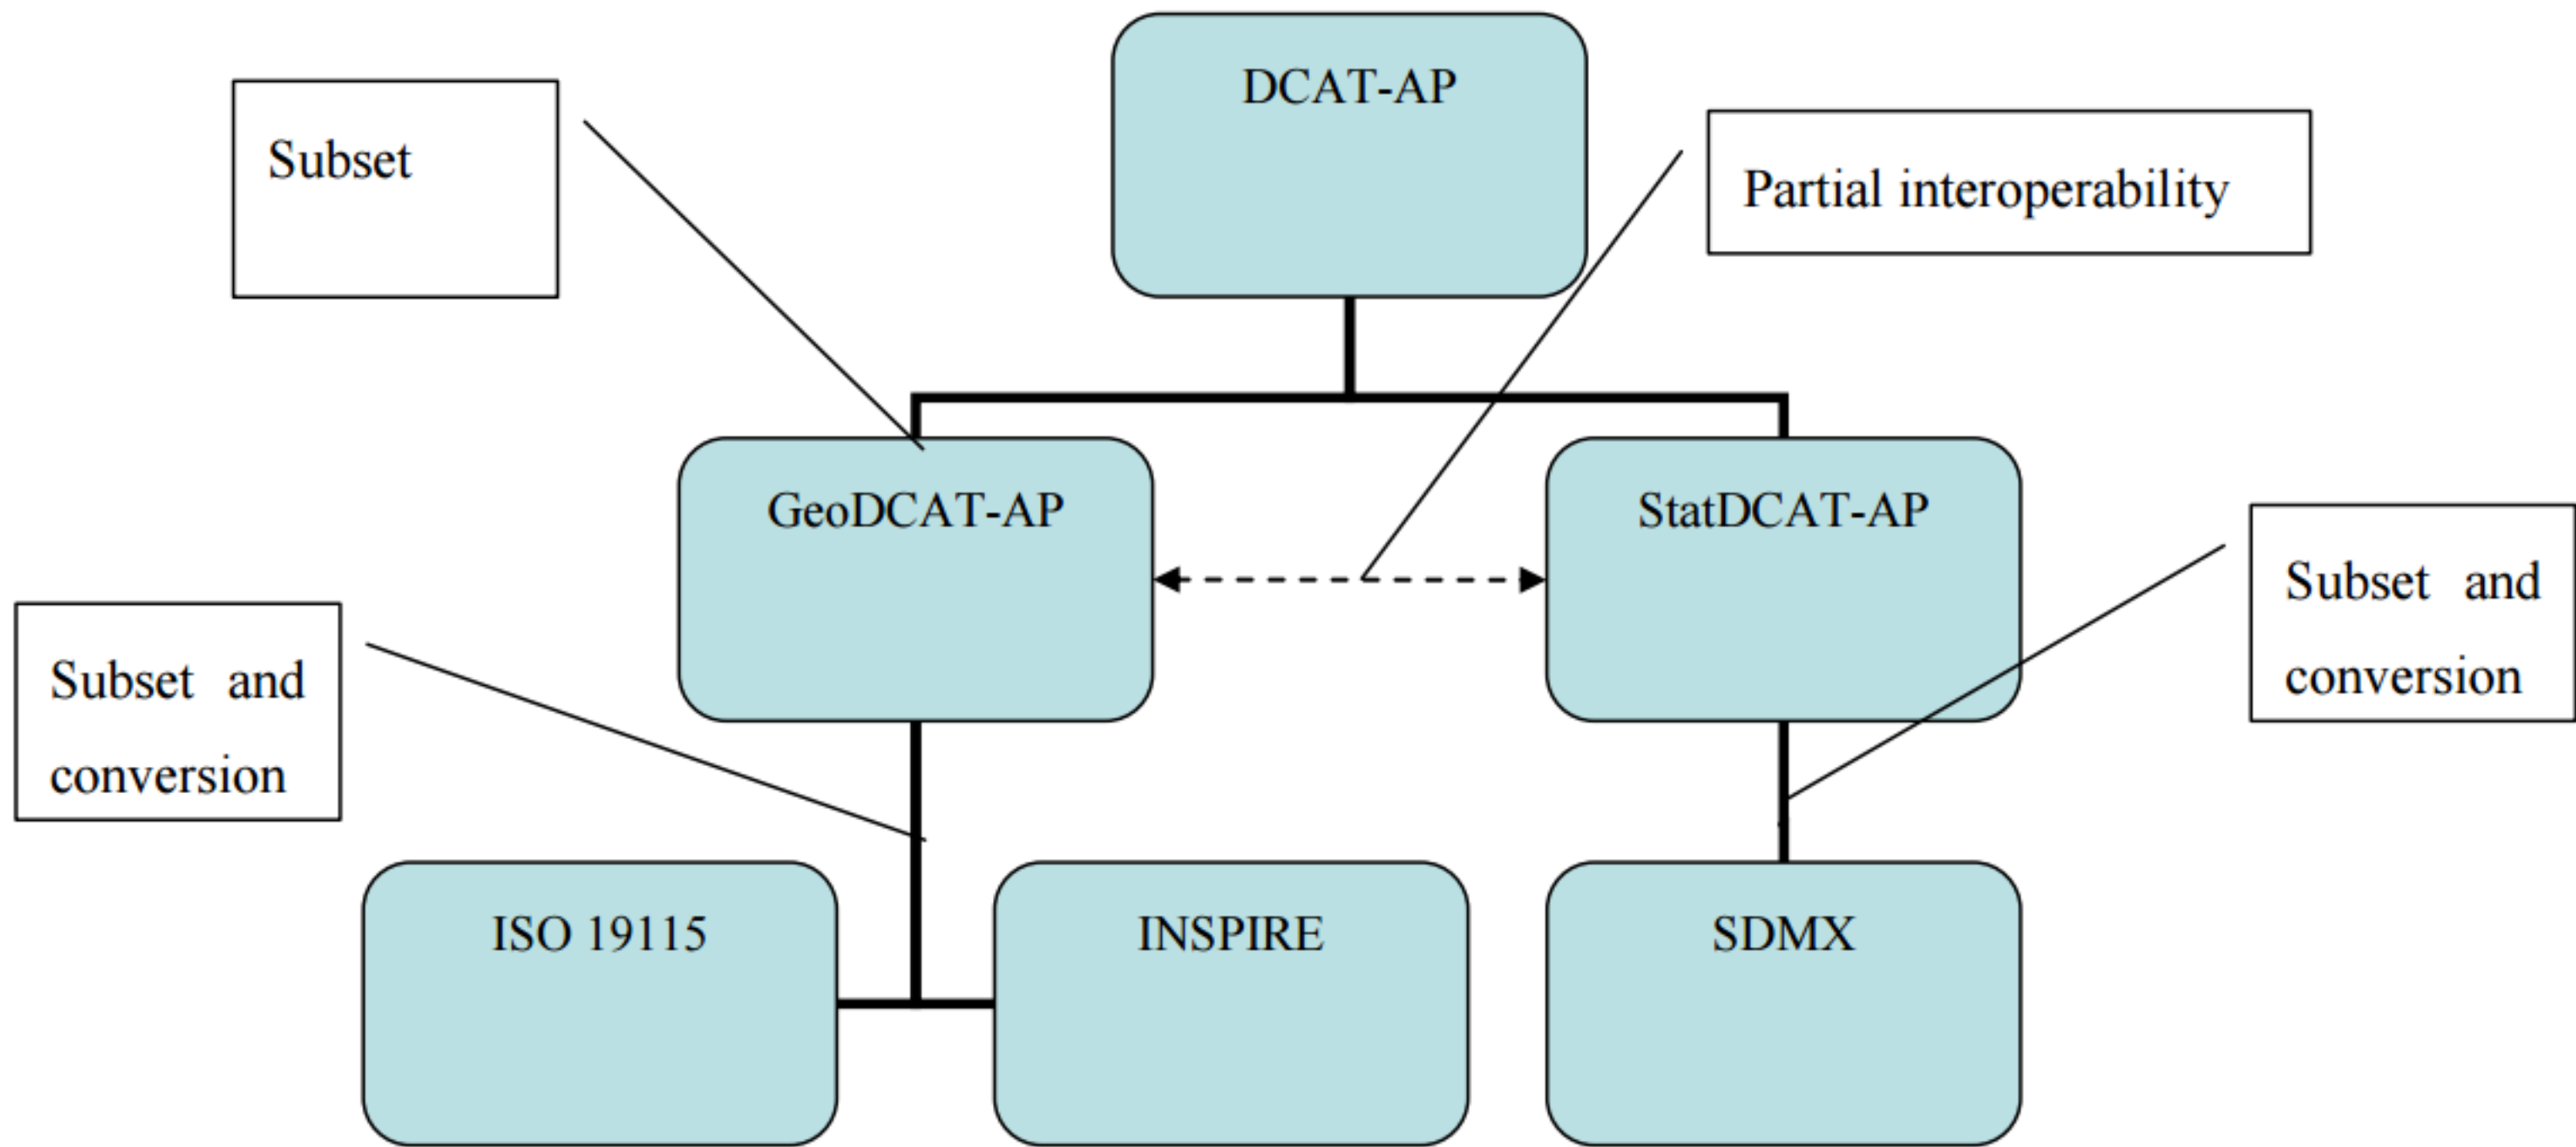 DCAT-AP
Subset
Partial interoperability
GeoDCAT-AP
StatDCAT-AP
Subset and
conversion
Subset and
conversion
ISO 19115
INSPIRE
SDMX